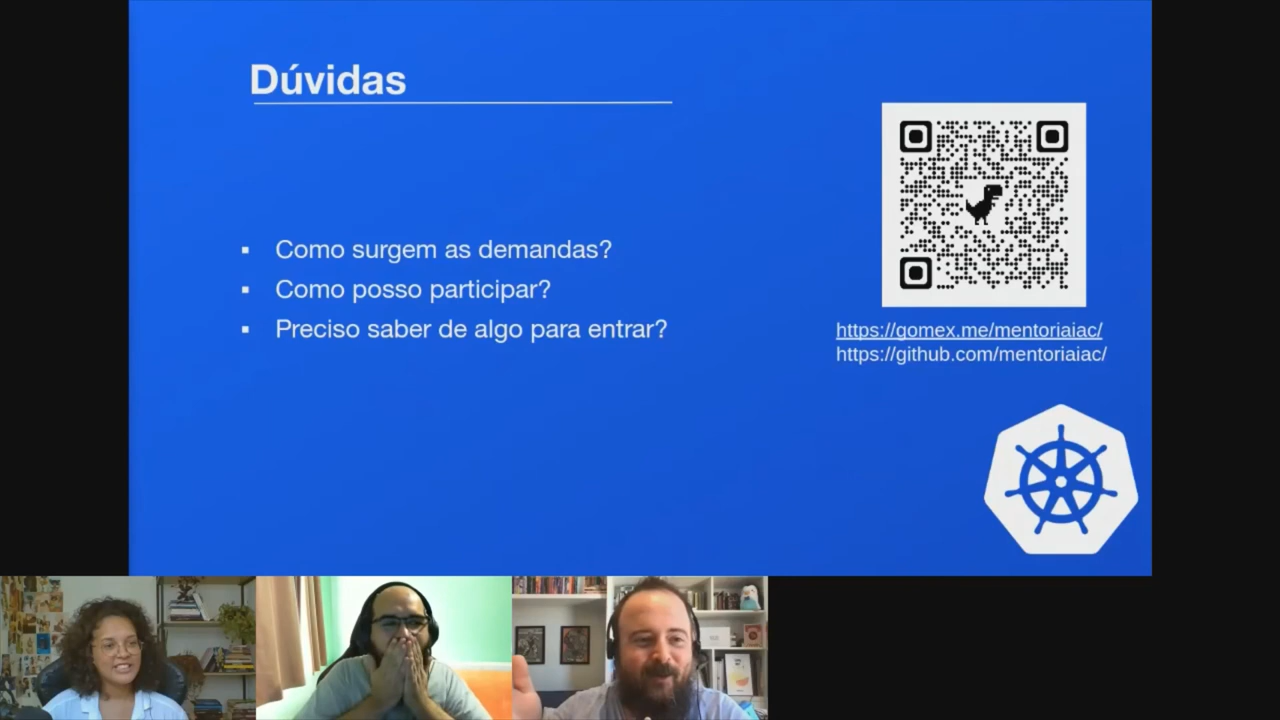 Dúvidas
Como surgem as demandas?
Como posso participar?
Preciso saber de algo para entrar?
https://gomex.me/mentoriaiac/
https://github.com/mentoriaiac/